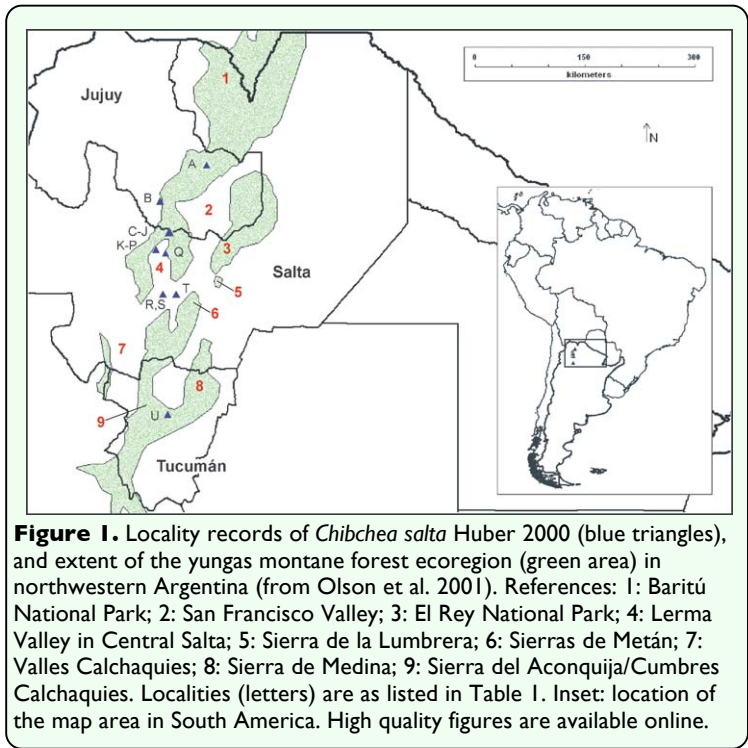 0 150 300
kilometers
N
1
Jujuy
A
B
2
C-J
K-P
Q
3
4
Salta
T
5
R,S
6
7
8
9
U
Tucumán
Figure 1. Locality records of Chibchea salta Huber 2000 (blue triangles),
and extent of the yungas montane forest ecoregion (green area) in
northwestern Argentina (from Olson et al. 2001). References: 1: Baritú
National Park; 2: San Francisco Valley; 3: El Rey National Park; 4: Lerma
Valley in Central Salta; 5: Sierra de la Lumbrera; 6: Sierras de Metán; 7:
Valles Calchaquies; 8: Sierra de Medina; 9: Sierra del Aconquija/Cumbres
Calchaquies. Localities (letters) are as listed in Table 1. Inset: location of
the map area in South America. High quality figures are available online.